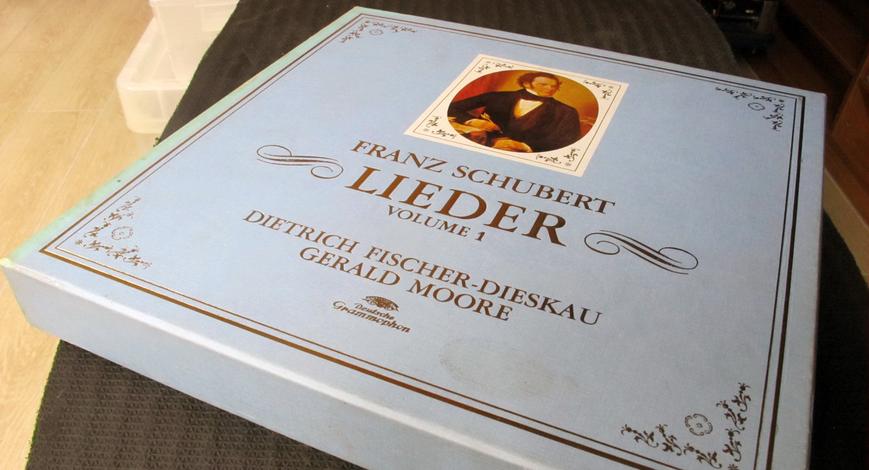 FRANZ SCHUBERT
LIEDER
VOLUME 1
DIETRICH FISCHER-DIESKAU
GERALD MOORE
Deutsche
Grammophon